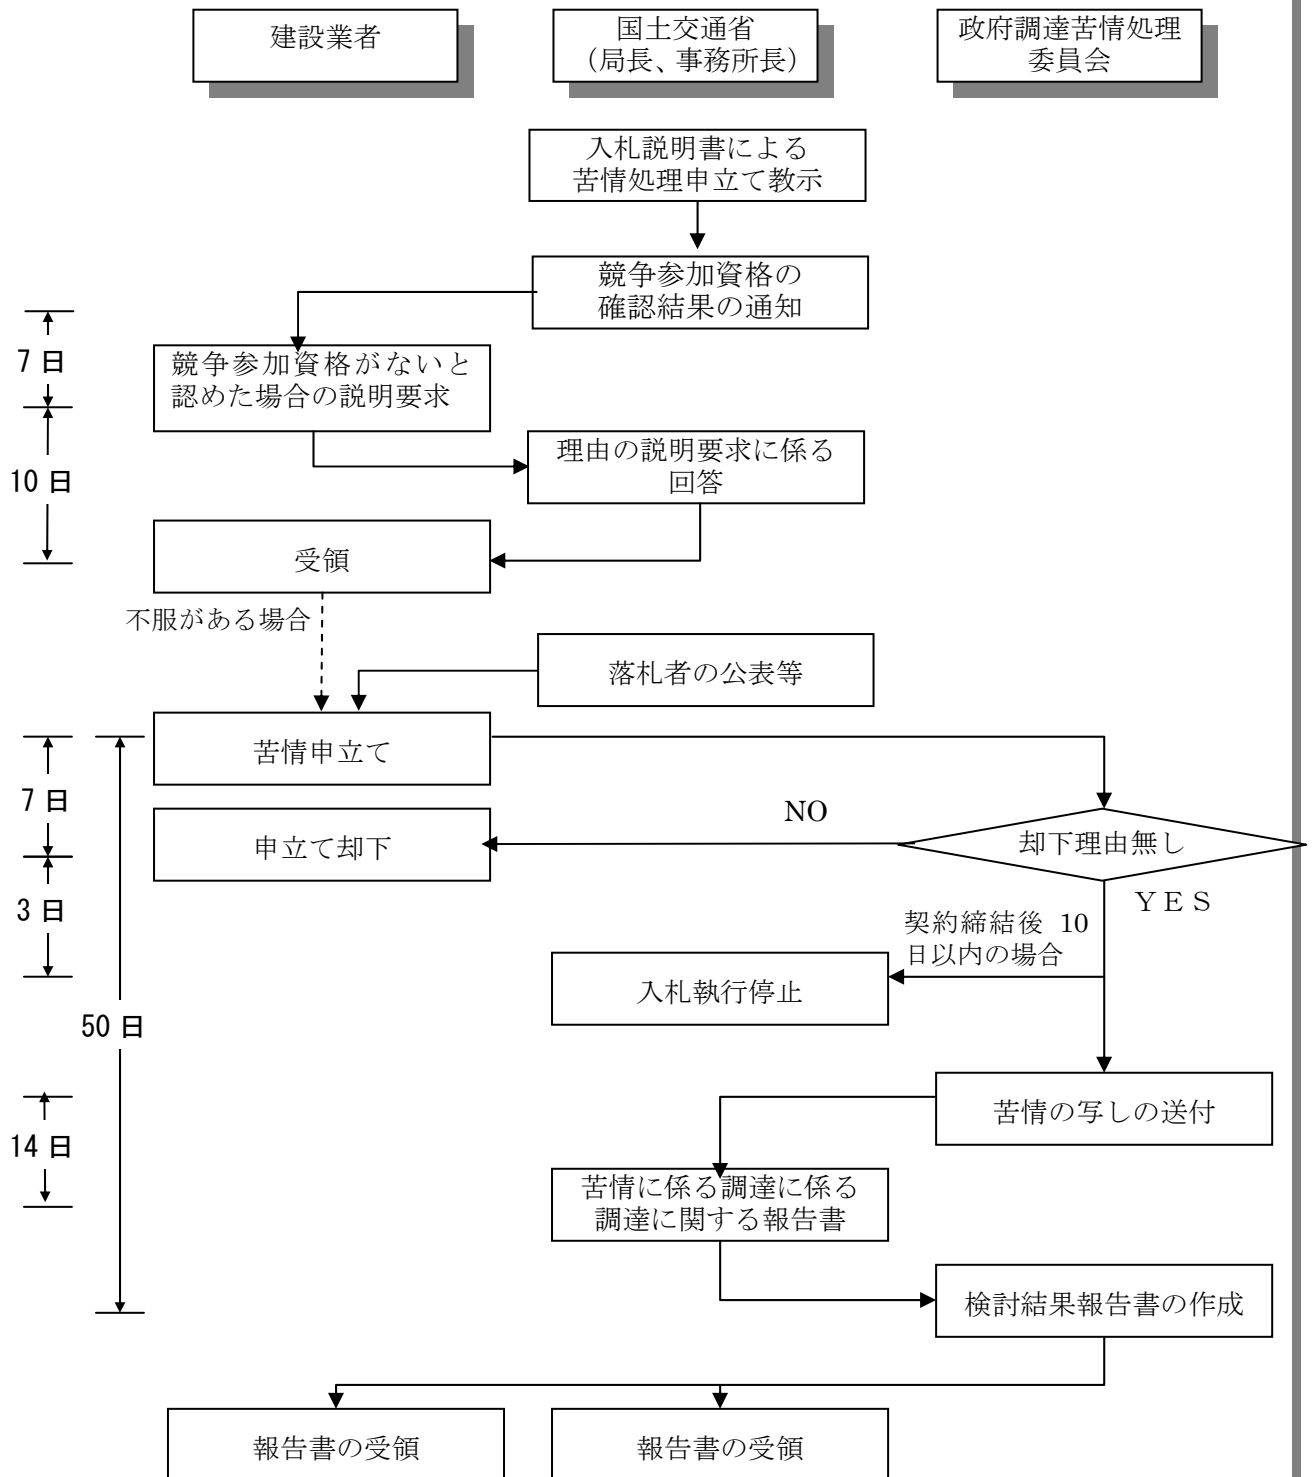 建設業者
国土交通省
（局長、事務所長）
政府調達苦情処理
委員会
入札説明書による
苦情処理申立て教示
競争参加資格の
確認結果の通知
7 日
競争参加資格がないと
認めた場合の説明要求
10 日
理由の説明要求に係る
回答
受領
不服がある場合
落札者の公表等
苦情申立て
7 日
申立て却下
NO
却下理由無し
ＹＥＳ
3 日
契約締結後 10
日以内の場合
入札執行停止
50 日
苦情の写しの送付
14 日
苦情に係る調達に係る
調達に関する報告書
検討結果報告書の作成
報告書の受領
報告書の受領